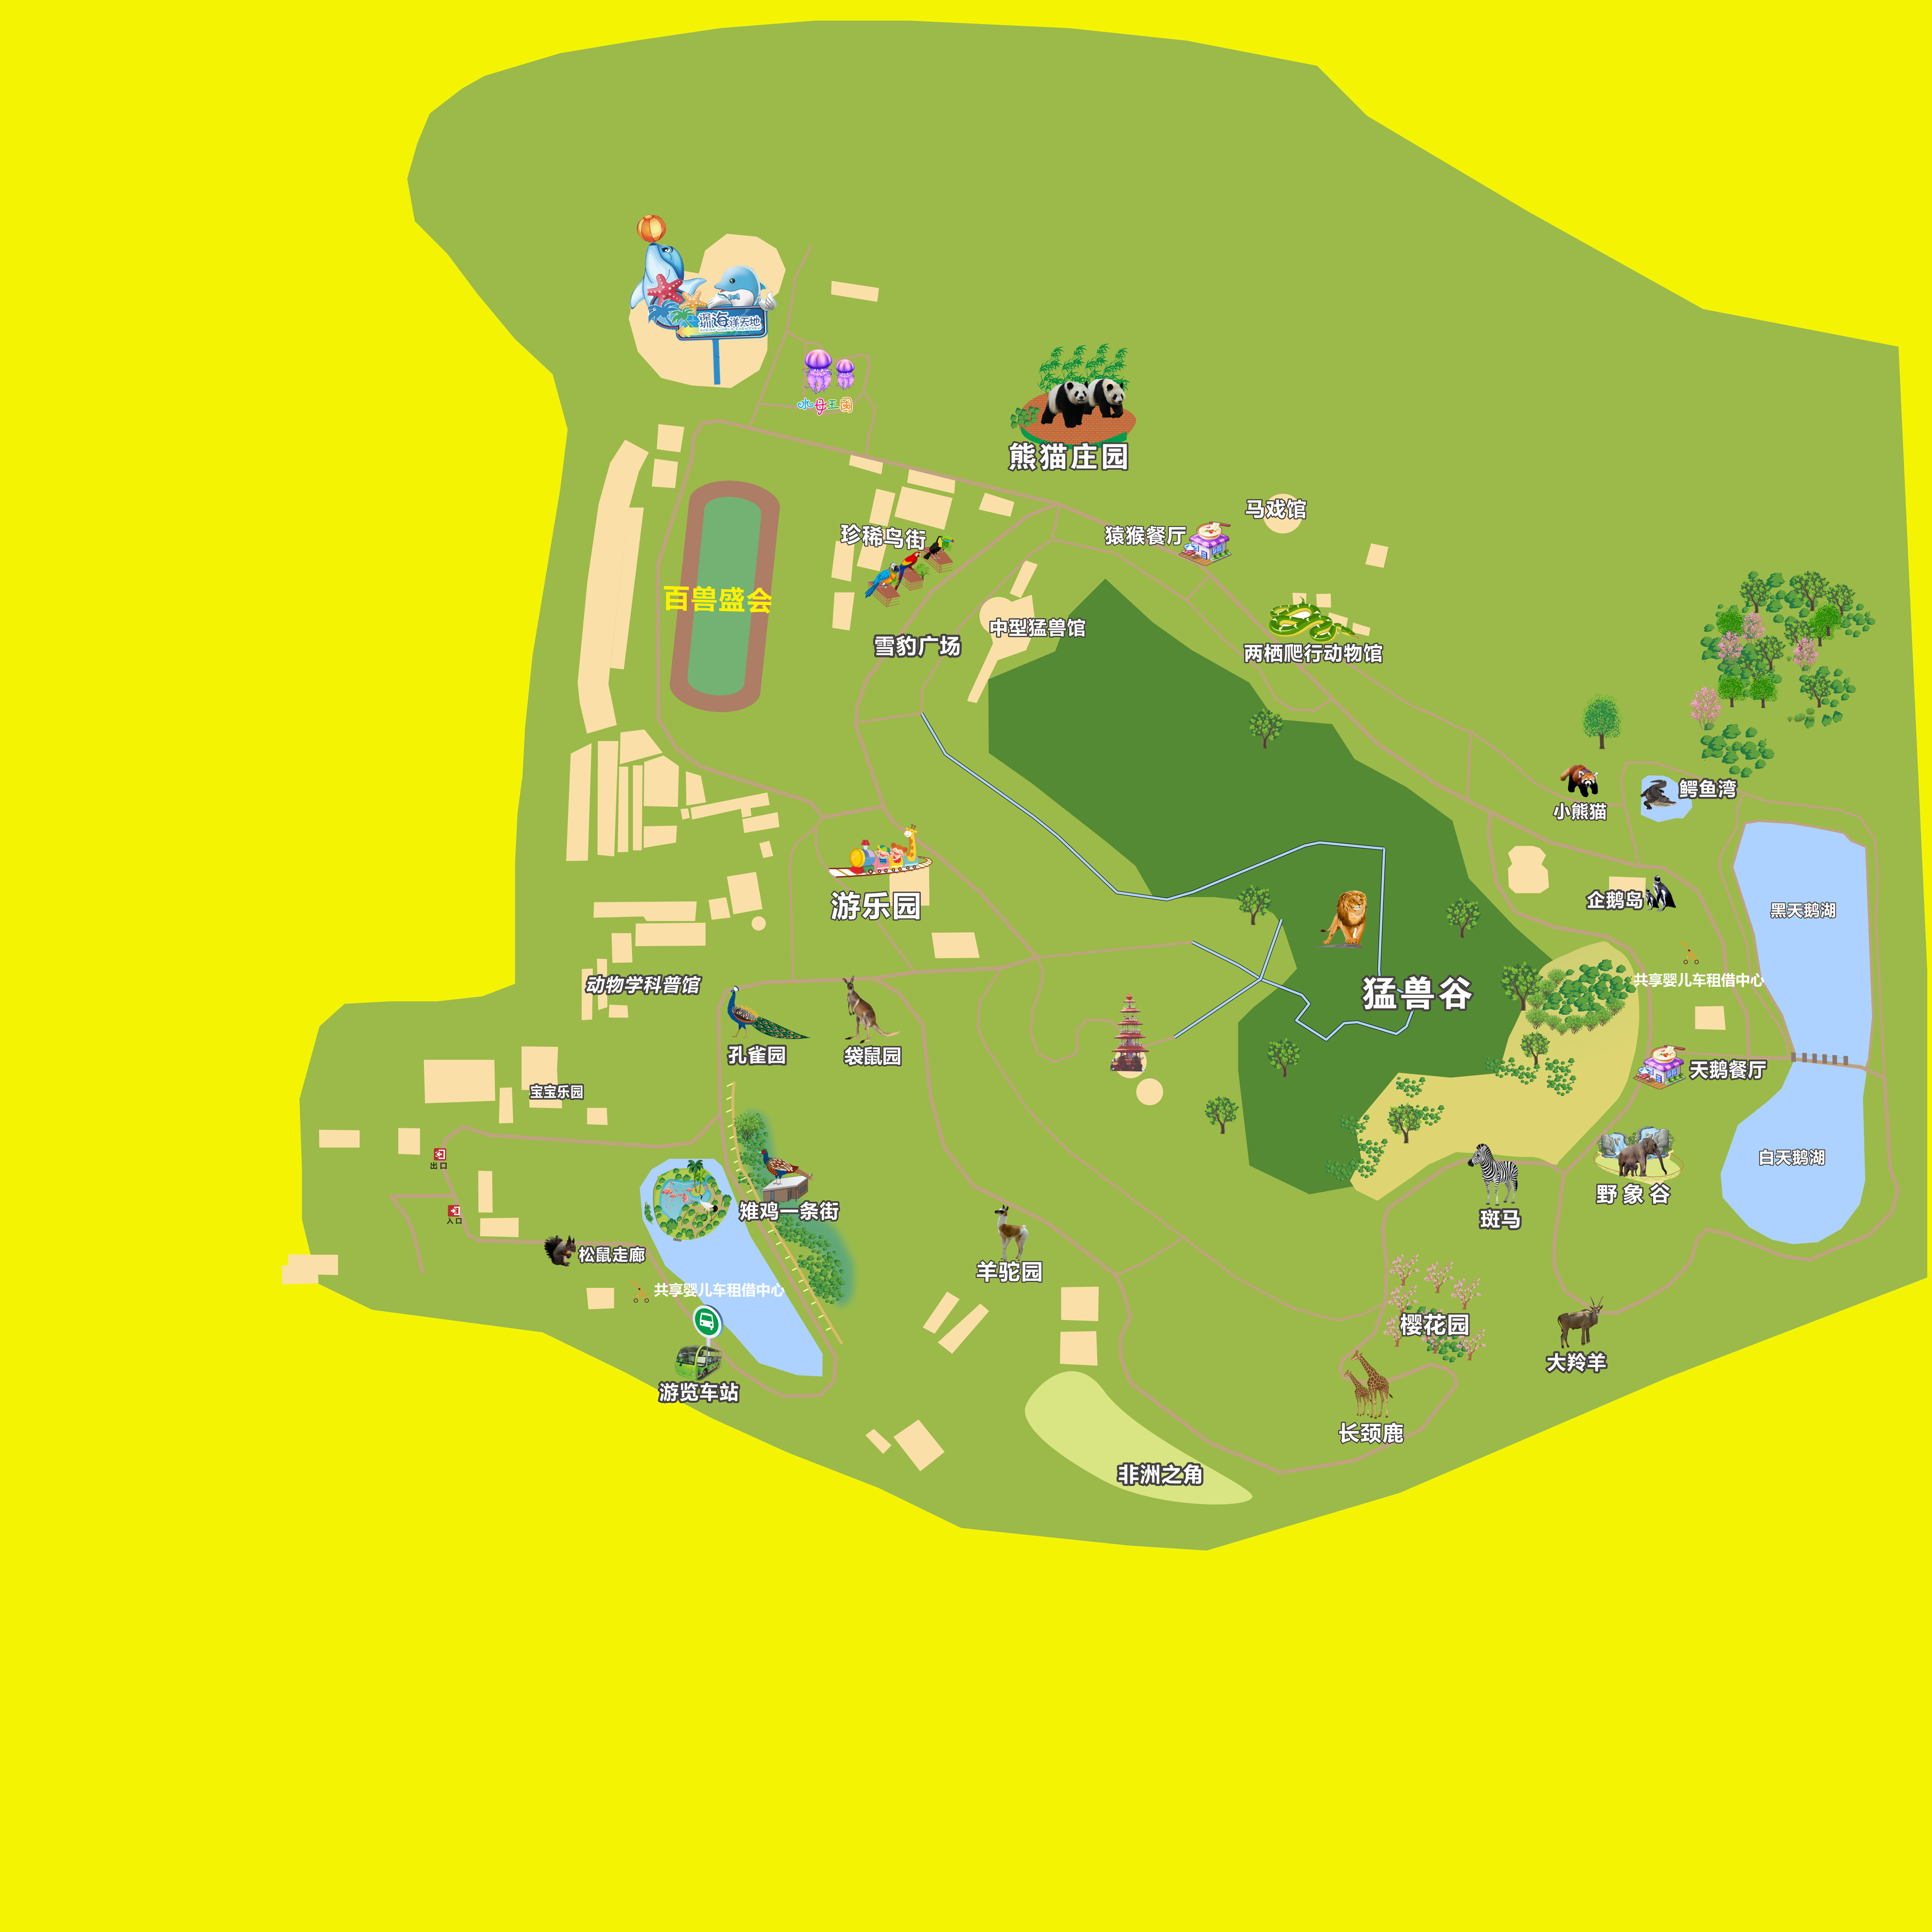 深圳海洋天地
水母王国
熊猫庄园
马戏馆
猿猴餐厅
珍稀鸟街
百兽盛会
中型猛兽馆
雪豹广场
两栖爬行动物馆
小熊猫
鳄鱼湾
企鹅岛
黑天鹅湖
游乐园
动物学科普馆
共享婴儿车租借中心
猛兽谷
孔雀园
袋鼠园
天鹅餐厅
宝宝乐园
出口
白天鹅湖
野象谷
入口
雉鸡一条街
斑马
松鼠走廊
羊驼园
共享婴儿车租借中心
樱花园
大羚羊
游览车站
长颈鹿
非洲之角